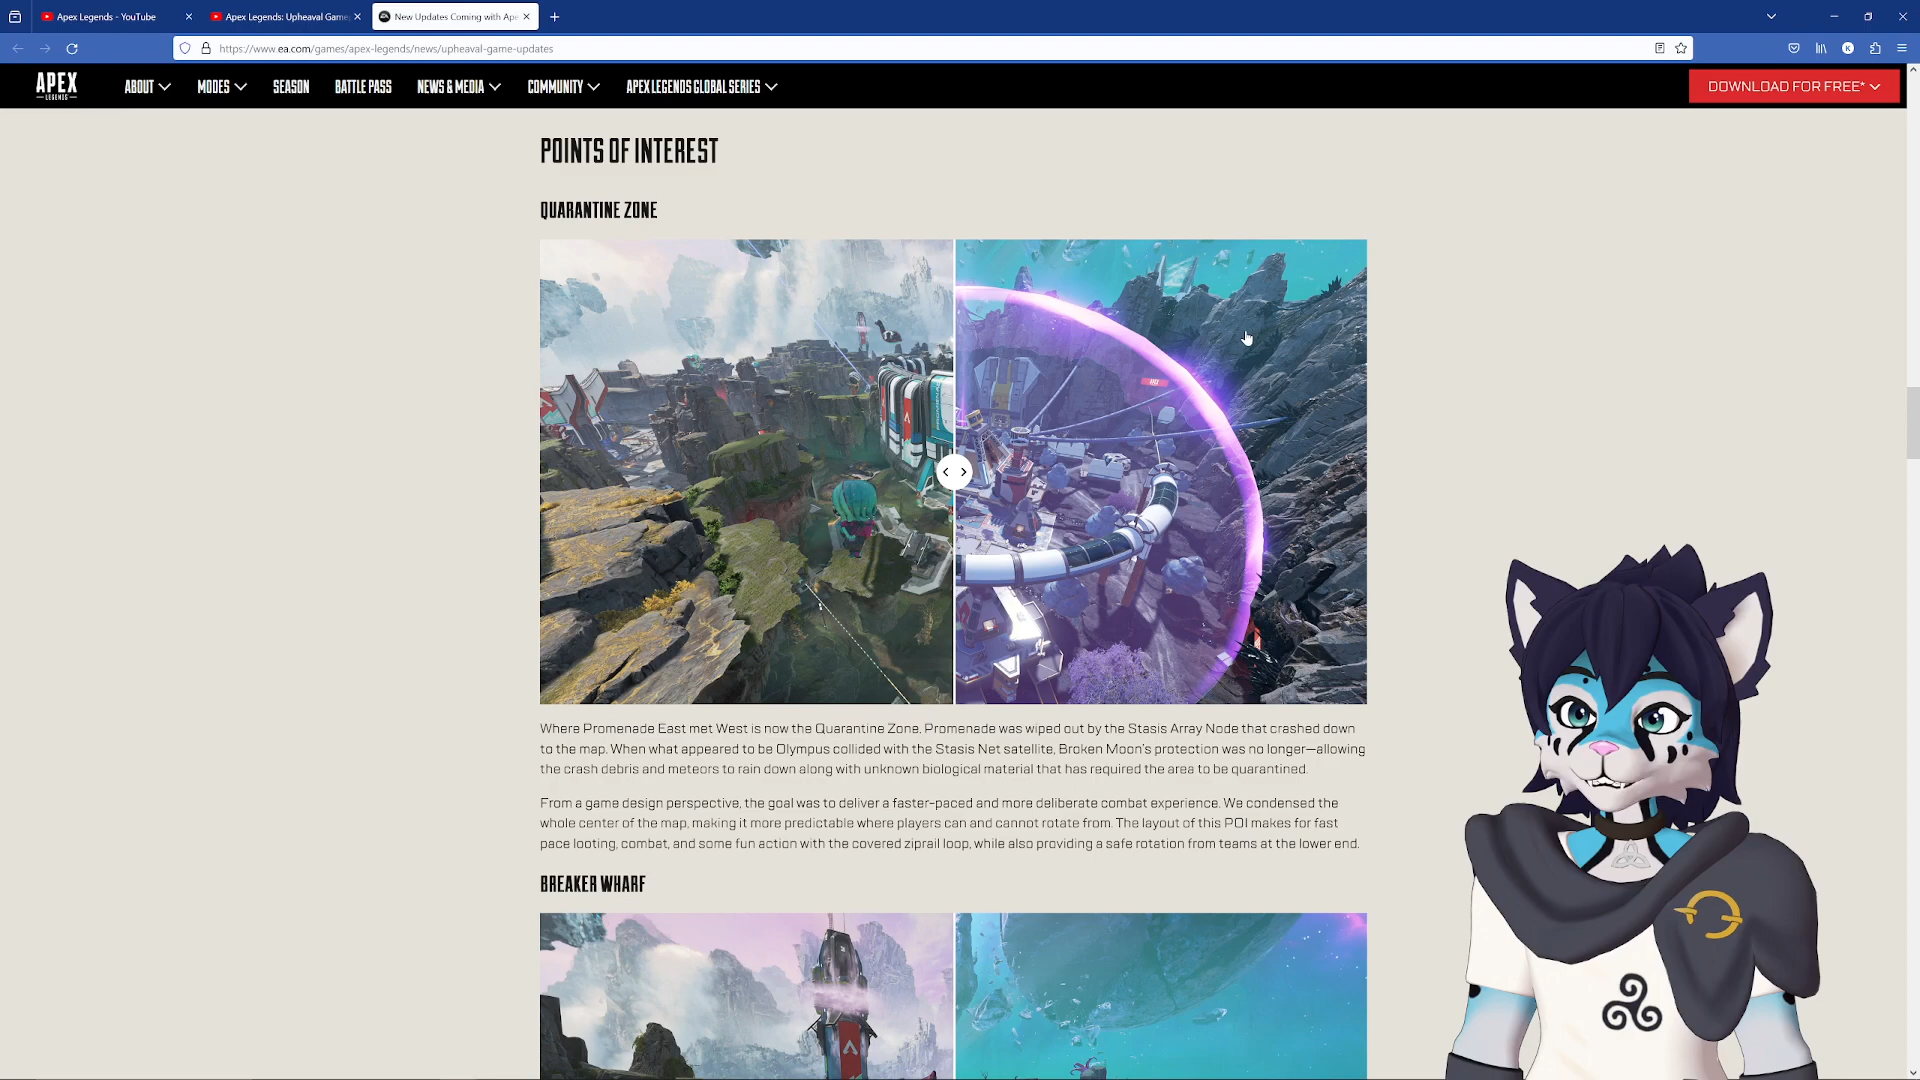 Apex Legends - YouTube
Apex Legends: Upheaval Game
New Updates Coming with Ape
https://www.ea.com/games/apex-legends/news/upheaval-game-updates
K
APEX
LEGENDS
ABOUT
MODES
SEASON
BATTLE PASS
NEWS & MEDIA
COMMUNITY
APEX LEGENDS GLOBAL SERIES
DOWNLOAD FOR FREE*
POINTS OF INTEREST
QUARANTINE ZONE
Where Promenade East met West is now the Quarantine Zone. Promenade was wiped out by the Stasis Array Node that crashed down
to the map. When what appeared to be Olympus collided with the Stasis Net satellite, Broken Moon's protection was no longer—allowing
the crash debris and meteors to rain down along with unknown biological material that has required the area to be quarantined.
From a game design perspective, the goal was to deliver a faster-paced and more deliberate combat experience. We condensed the
whole center of the map, making it more predictable where players can and cannot rotate from. The layout of this POI makes for fast
pace looting, combat, and some fun action with the covered ziprail loop, while also providing a safe rotation from teams at the lower end.
BREAKER WHARF